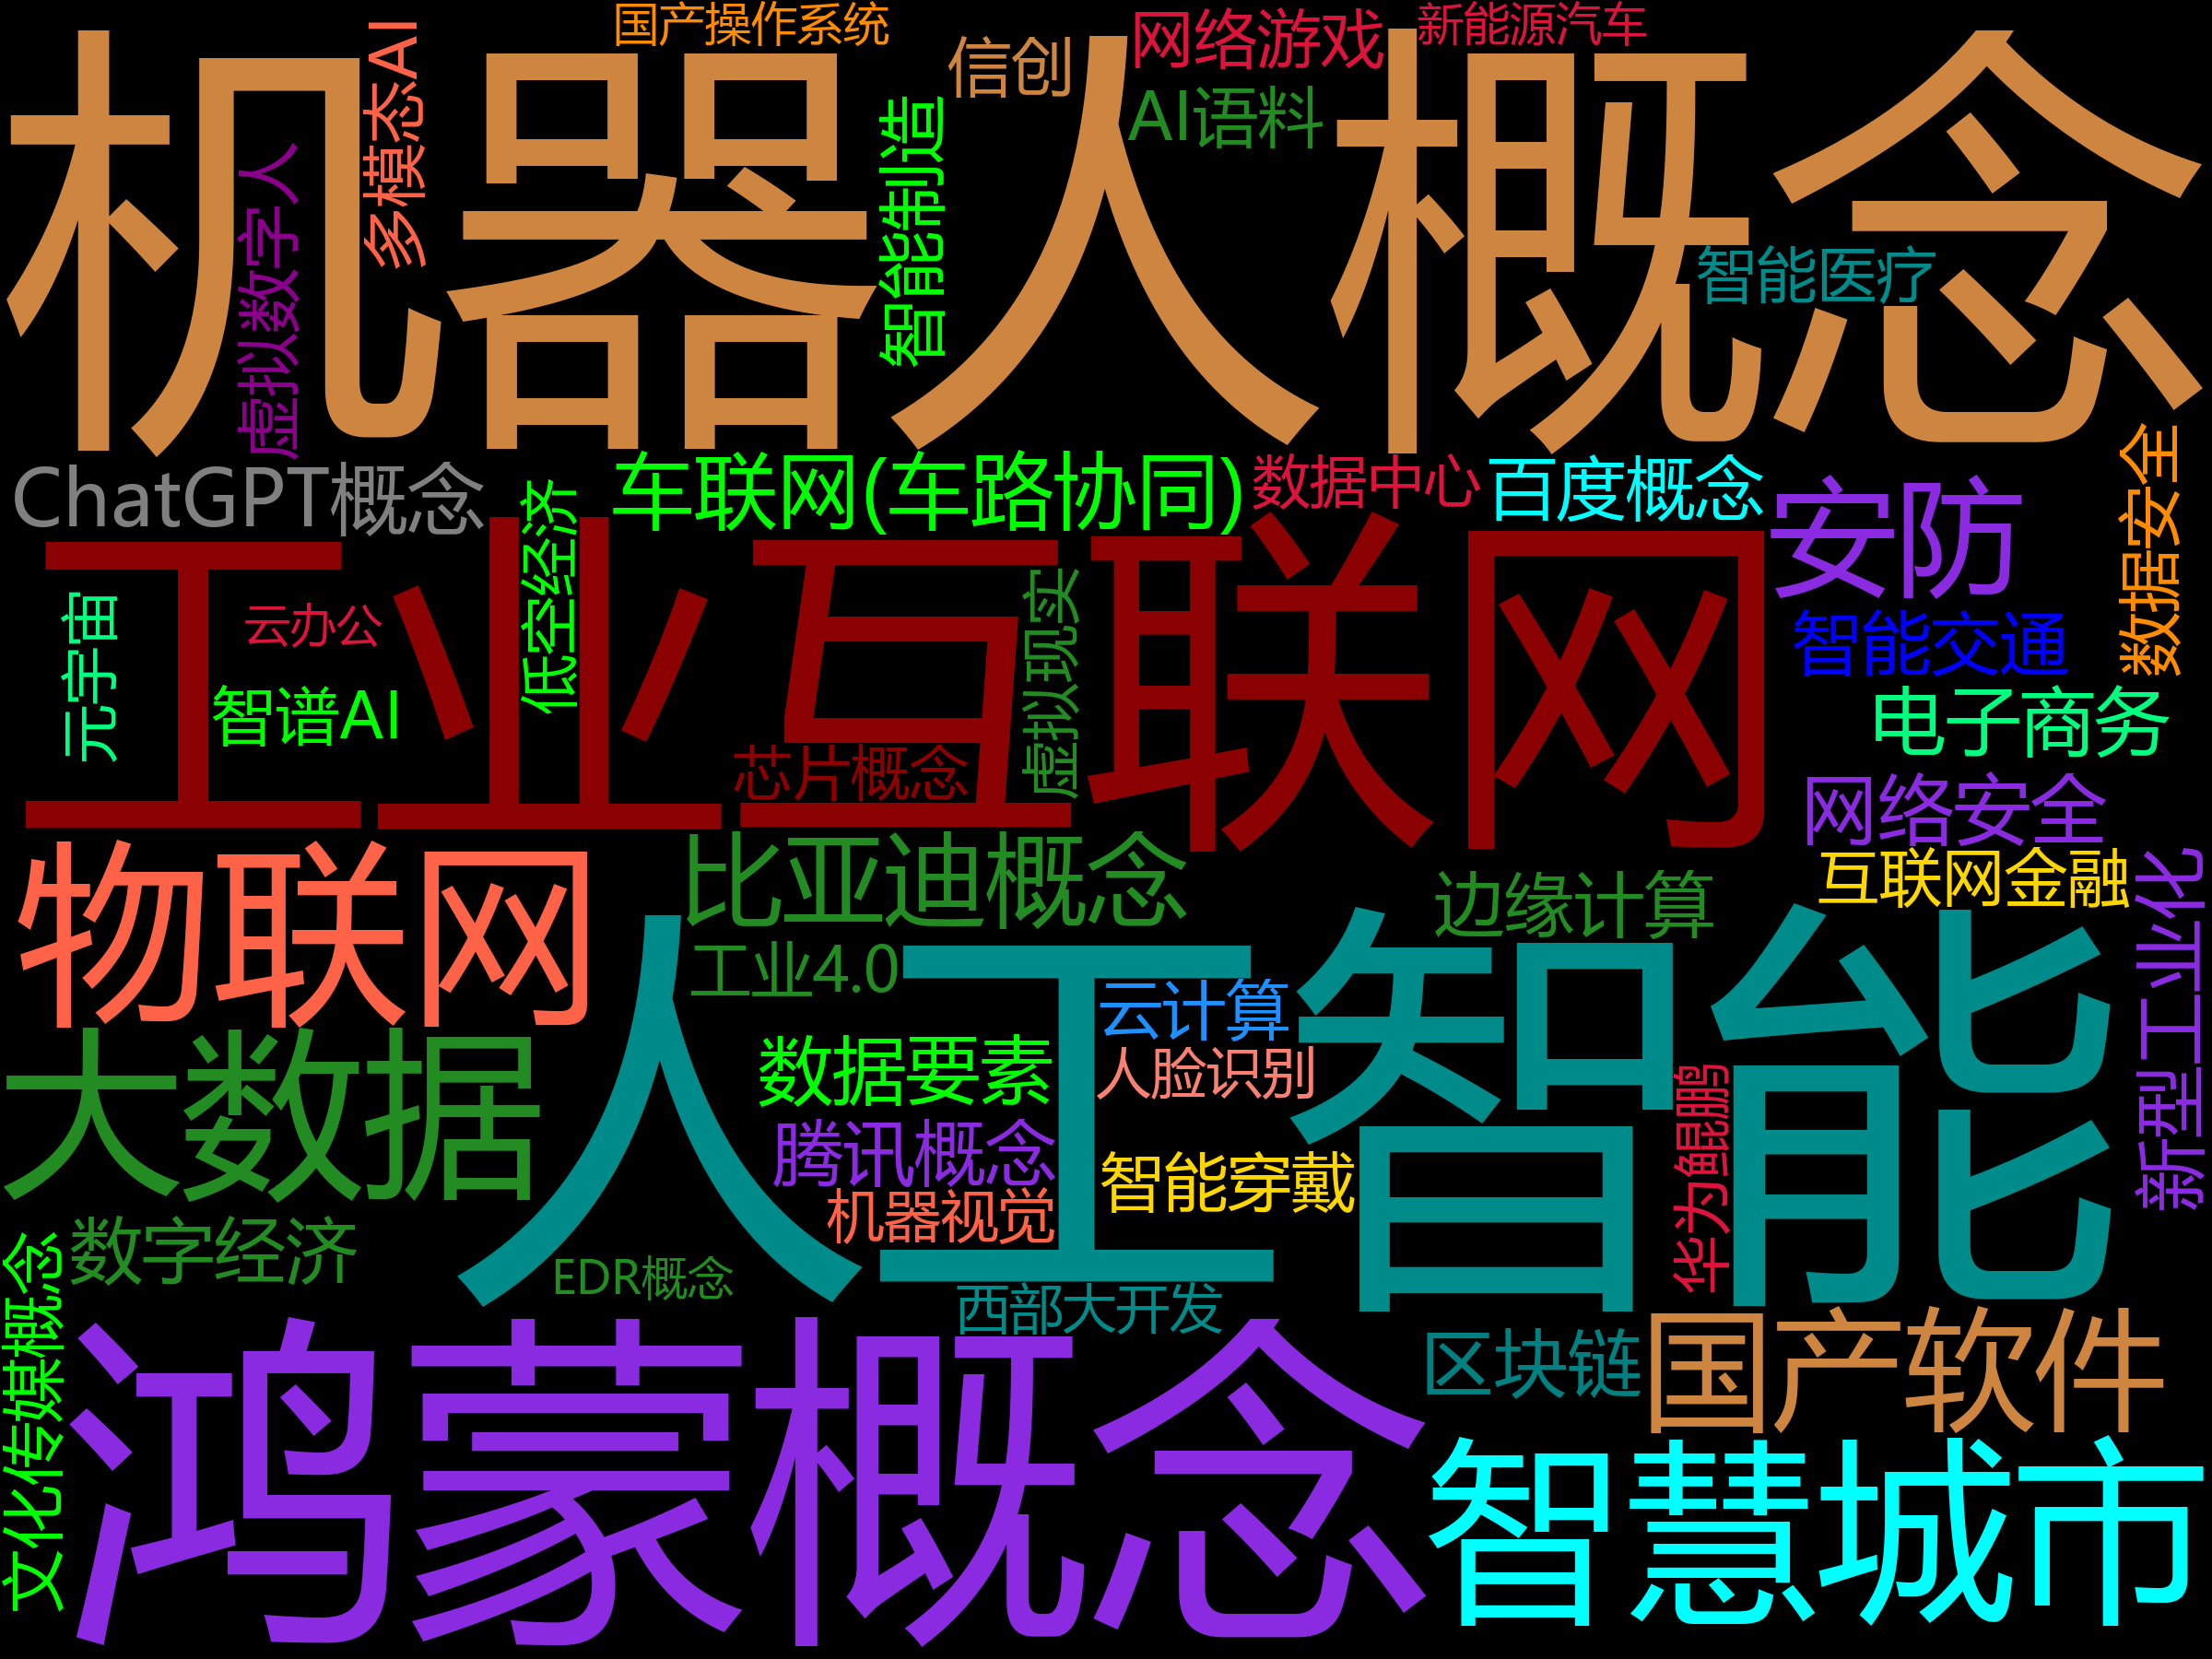 国产操作系统
网络游戏
新能源汽车
机器人概念
多模态AI
信创
AI语料
智能制造
虚拟数字人
智能医疗
ChatGPT概念
车联网(车路协同)
数据中心
百度概念
安防
数据安全
低空经济
工业互联网
元宇宙
云办公
虚拟现实
智能交通
智谱AI
电子商务
芯片概念
网络安全
物联网
比亚迪概念
互联网金融
边缘计算
新型工业化
工业4.0
人工智能
云计算
大数据
数据要素
人脸识别
华为鲲鹏
腾讯概念
智能穿戴
机器视觉
数字经济
EDR概念
西部大开发
文化传媒概念
鸿蒙概念
区块链
国产软件
智慧城市